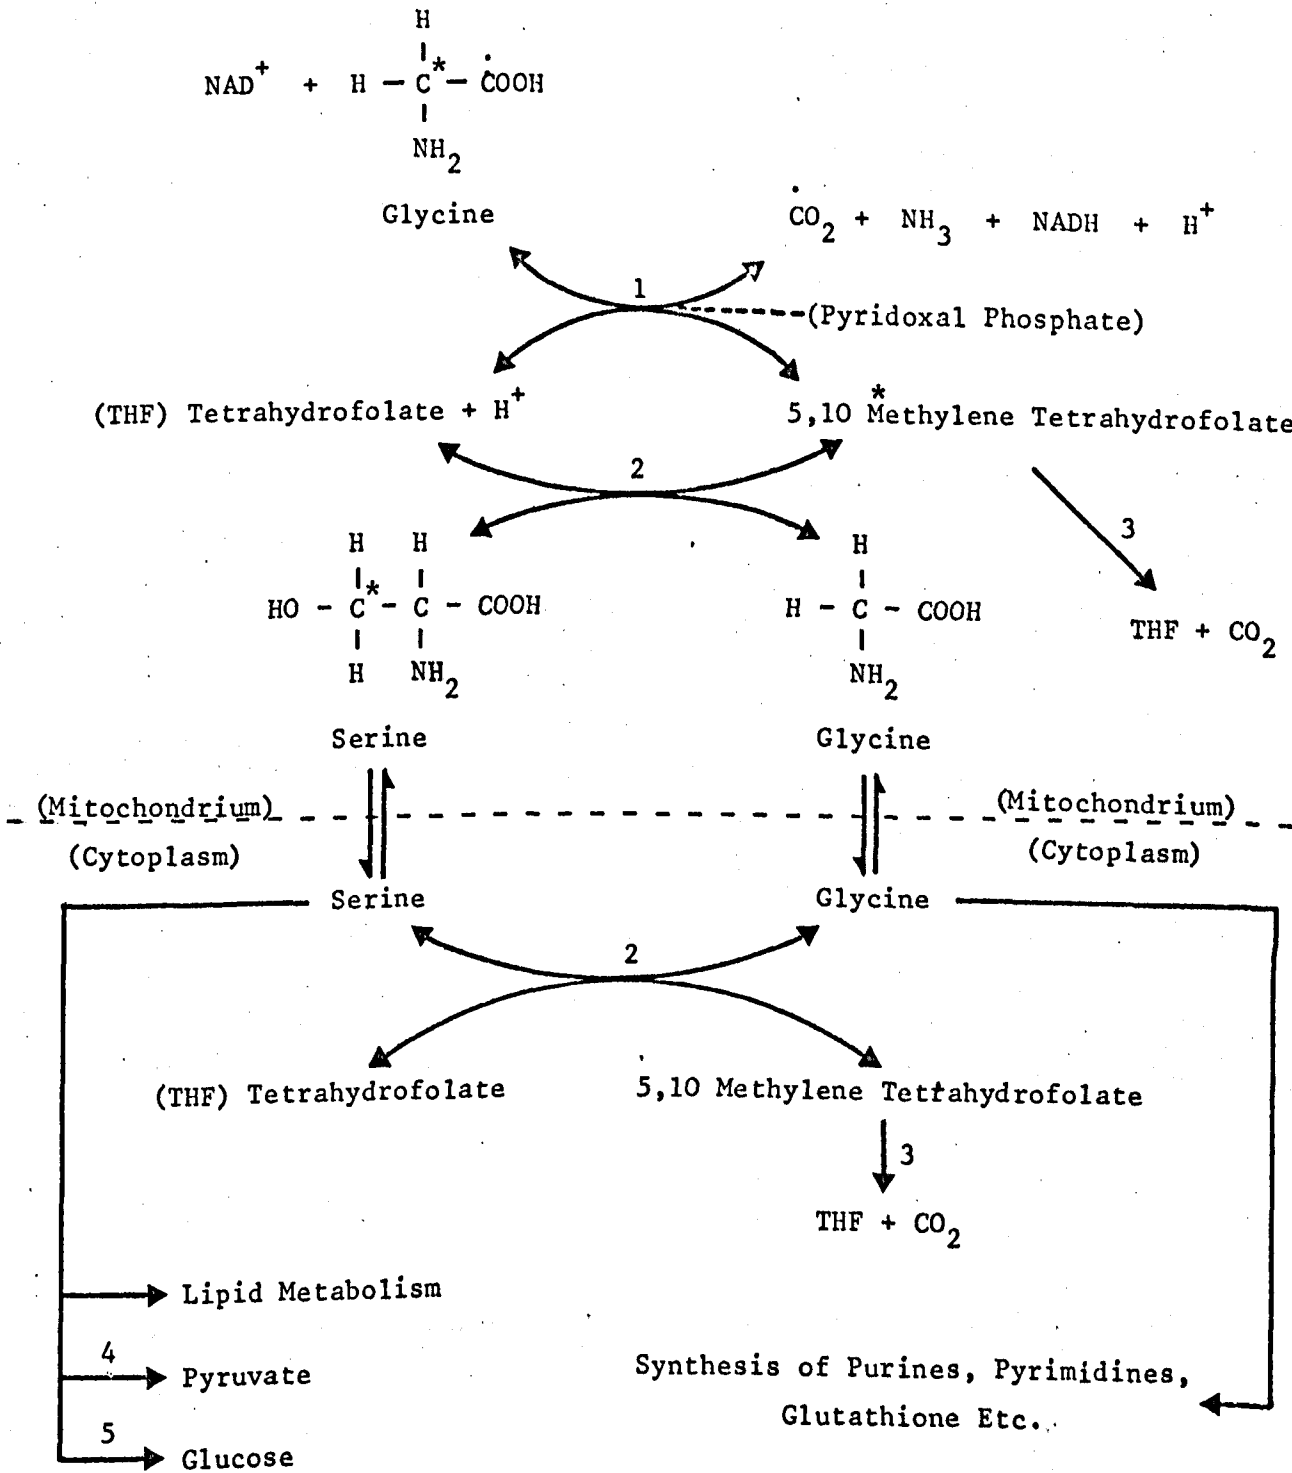 H
NAD+ + H - C* - ĊOOH
NH2
Glycine
ĊO2 + NH3 + NADH + H+
1
(Pyridoxal Phosphate)
(THF) Tetrahydrofolate + H+
*
5,10 Methylene Tetrahydrofolate
2
3
H H
HO - C* - C - COOH
H NH2
Serine
H
H - C - COOH
NH2
Glycine
THF + CO2
(Mitochondrium)
(Cytoplasm)
(Mitochondrium)
(Cytoplasm)
Serine
Glycine
2
(THF) Tetrahydrofolate
5,10 Methylene Tettahydrofolate
3
THF + CO2
Lipid Metabolism
4
Pyruvate
5
Glucose
Synthesis of Purines, Pyrimidines,
Glutathione Etc.